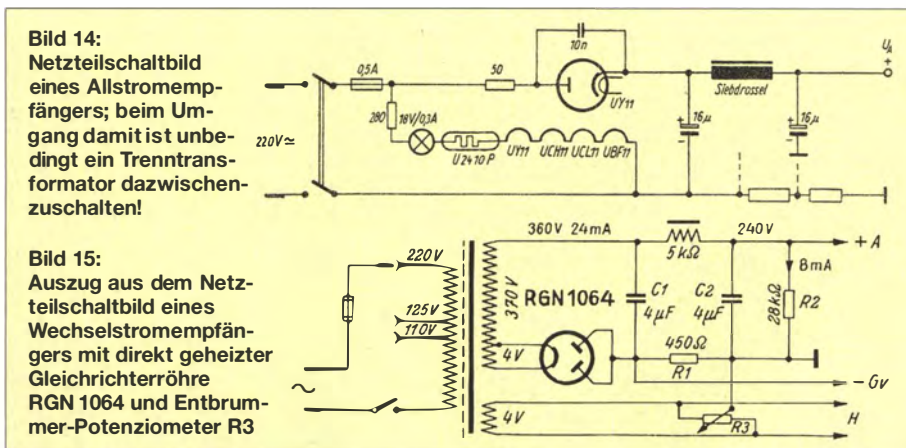 Bild 14:
Netzteilschaltbild
eines Allstromemp-
fängers; beim Um-
gang damit ist unbe-
dingt ein Trenntrans-
formator dazwischen-
zuschalten!
10n
0,5A
50
UY11
UA
+
Siebdrossel
280
18V/0,3A
U2410P
UY11
UCH11
UCL11
UBF11
220V≃
+
16µ
-
+
16µ
-
Bild 15:
Auszug aus dem Netz-
teilschaltbild eines
Wechselstromempfän-
gers mit direkt geheizter
Gleichrichterröhre
RGN 1064 und Entbrum-
mer-Potenziometer R3
220V
125V
110V
~
370V
4V
4V
360V 24mA
5kΩ
240V
+A
8mA
RGN 1064
C1
4µF
C2
4µF
28kΩ
R2
450Ω
R1
-Gv
H
R3